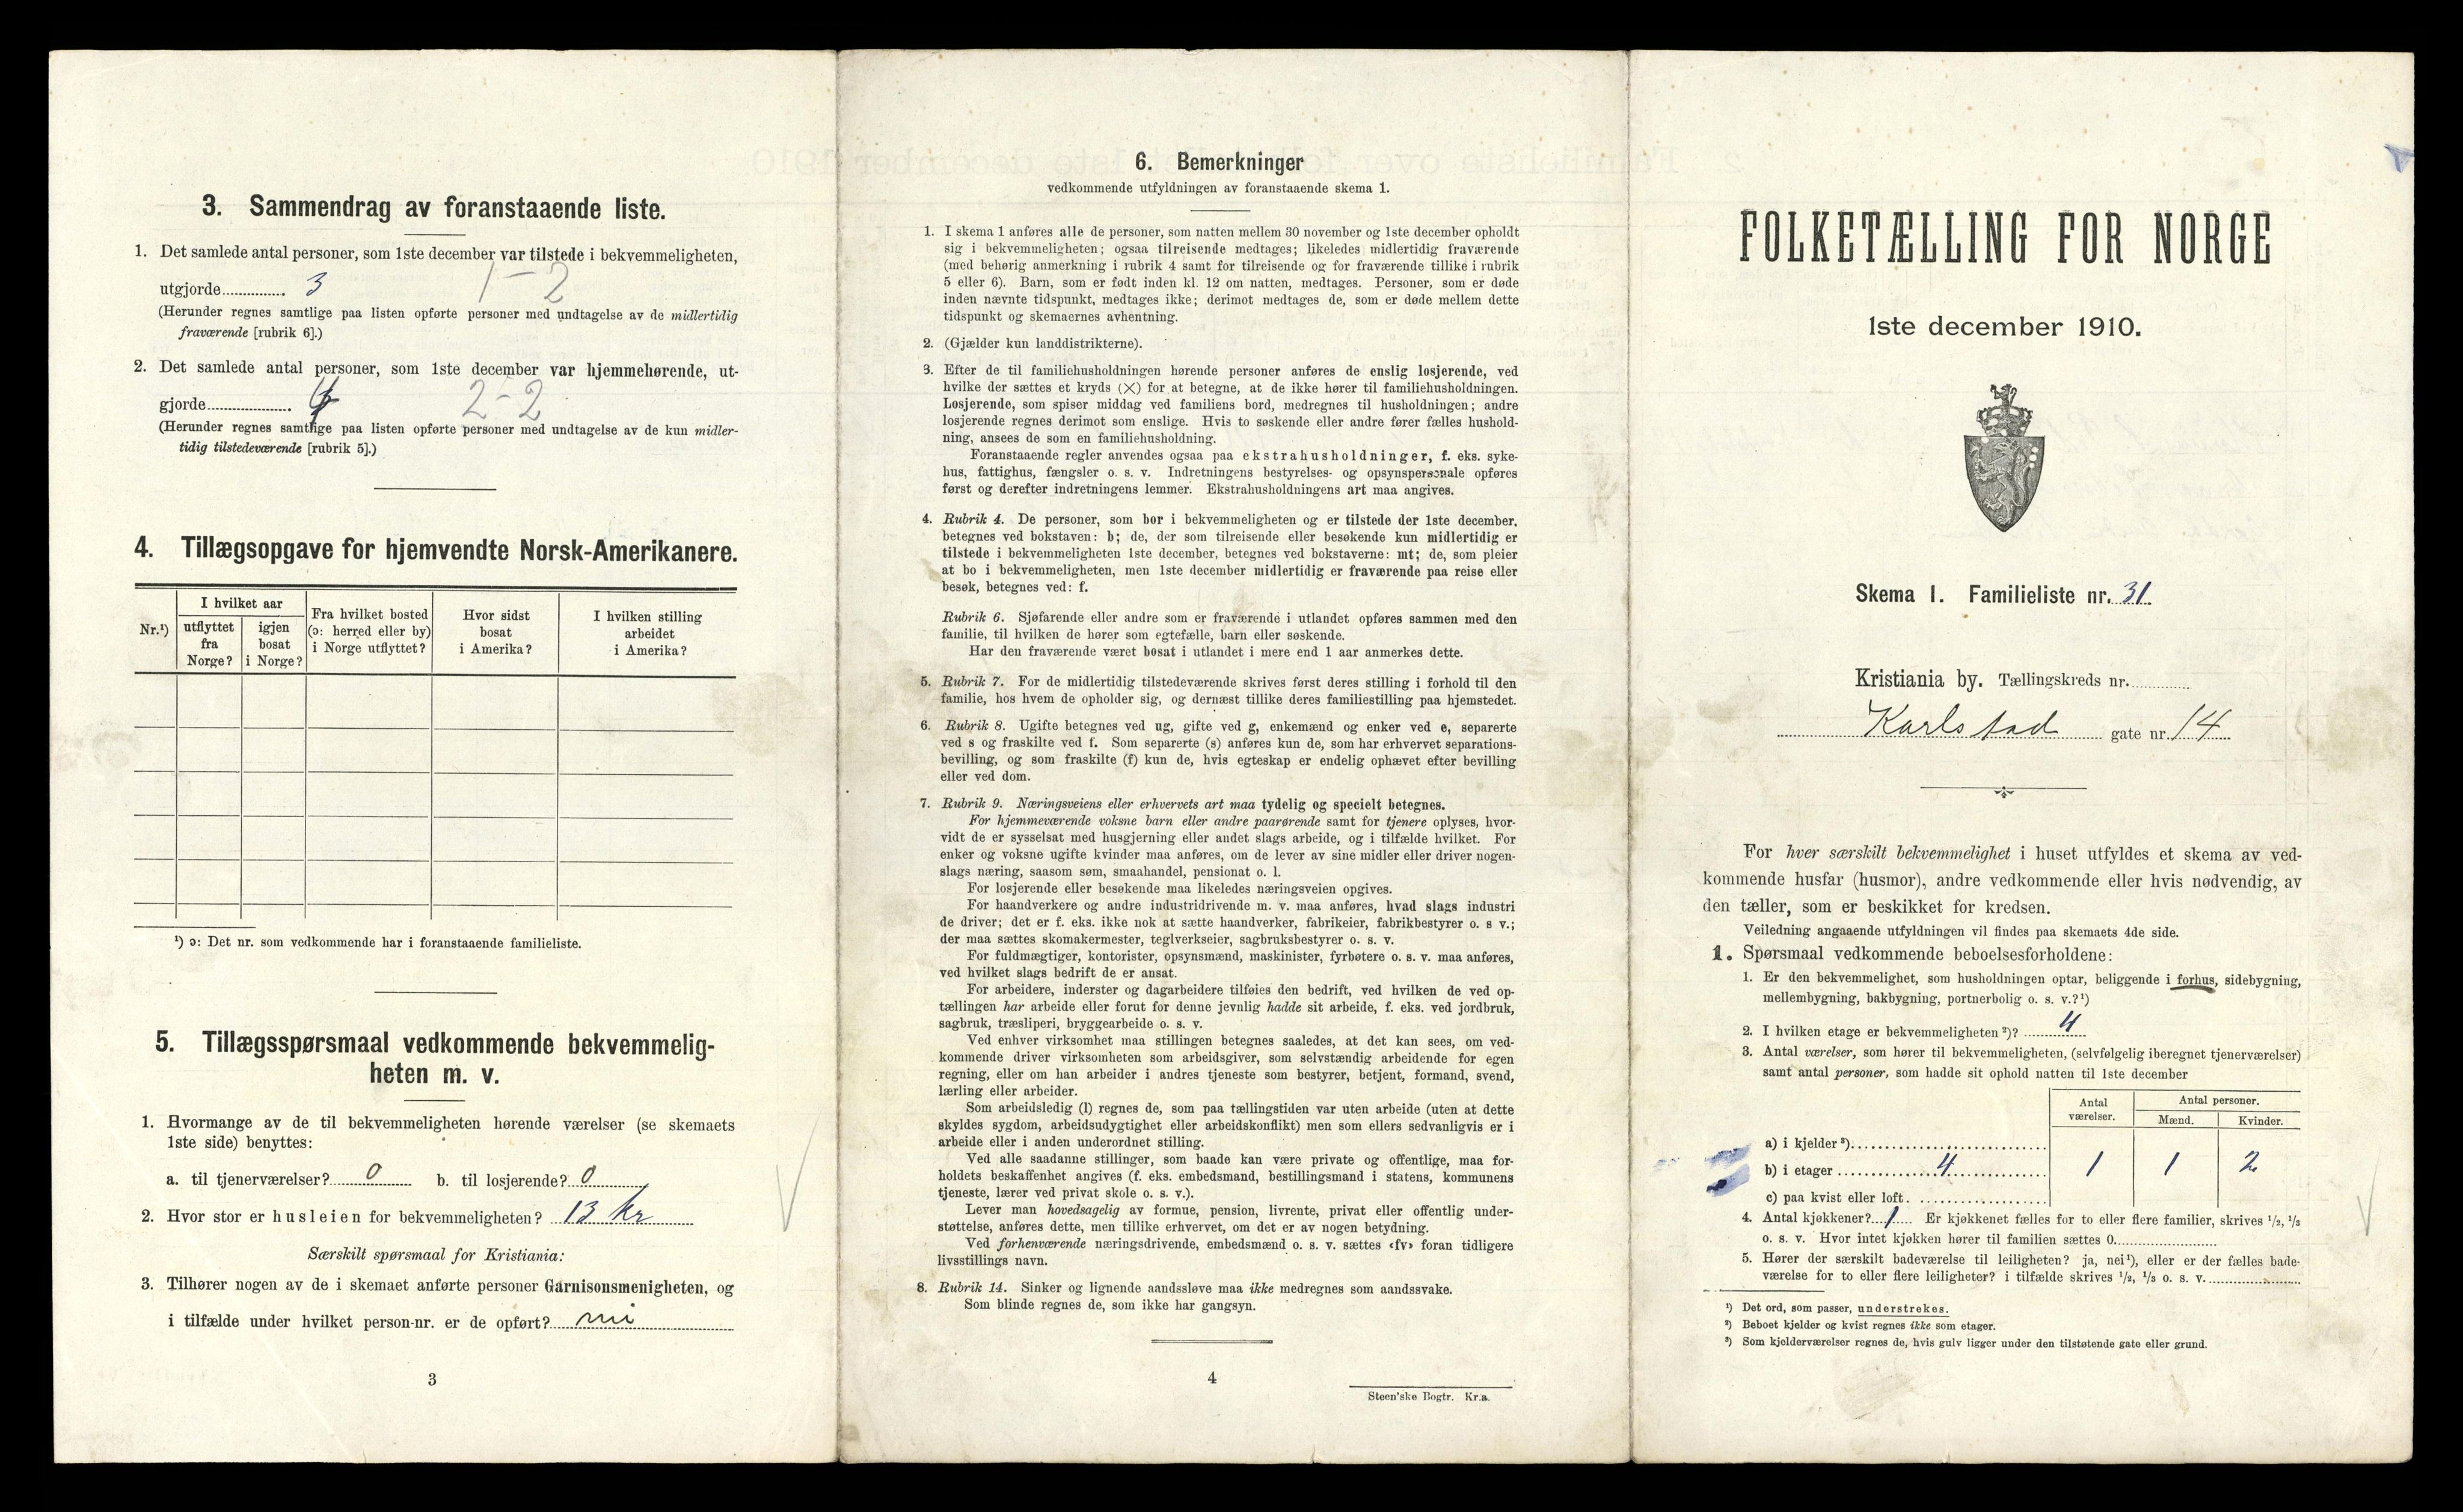 3. Sammendrag av foranstaaende liste.
1. Det samlede antal personer, som 1ste december var tilstede i bekvemmeligheten,
utgjorde 3 1-2
(Herunder regnes samtlige paa listen opførte personer med undtagelse av de midlertidig
fraværende [rubrik 6].)
2. Det samlede antal personer, som 1ste december var hjemmehørende, ut-
gjorde 4 2-2
(Herunder regnes samtlige paa listen opførte personer med undtagelse av de kun midler-
tidig tilstedeværende [rubrik 5].)
4. Tillægsopgave for hjemvendte Norsk-Amerikanere.
Nr.¹)
I hvilket aar
utflyttet
fra
Norge?
igjen
bosat
i Norge?
Fra hvilket bosted
(ɔ: herred eller by)
i Norge utflyttet?
Hvor sidst
bosat
i Amerika?
I hvilken stilling
arbeidet
i Amerika?
¹) ɔ: Det nr. som vedkommende har i foranstaaende familieliste.
5. Tillægsspørsmaal vedkommende bekvemmelig-
heten m. v.
1. Hvormange av de til bekvemmeligheten hørende værelser (se skemaets
1ste side) benyttes:
a. til tjenerværelser? 0 b. til losjerende? 0
2. Hvor stor er husleien for bekvemmeligheten? 13 kr
Særskilt spørsmaal for Kristiania:
3. Tilhører nogen av de i skemaet anførte personer Garnisonsmenigheten, og
i tilfælde under hvilket person-nr. er de opført? nei
3
6. Bemerkninger
vedkommende utfyldningen av foranstaaende skema 1.
1. I skema 1 anføres alle de personer, som natten mellem 30 november og 1ste december opholdt
sig i bekvemmeligheten; ogsaa tilreisende medtages; likeledes midlertidig fraværende
(med behørig anmerkning i rubrik 4 samt for tilreisende og for fraværende tillike i rubrik
5 eller 6). Barn, som er født inden kl. 12 om natten, medtages. Personer, som er døde
inden nævnte tidspunkt, medtages ikke; derimot medtages de, som er døde mellem dette
tidspunkt og skemaernes avhentning.
2. (Gjælder kun landdistrikterne).
3. Efter de til familiehusholdningen hørende personer anføres de enslig losjerende, ved
hvilke der sættes et kryds (×) for at betegne, at de ikke hører til familiehusholdningen.
Losjerende, som spiser middag ved familiens bord, medregnes til husholdningen; andre
losjerende regnes derimot som enslige. Hvis to søskende eller andre fører fælles hushold-
ning, ansees de som en familiehusholdning.
Foranstaaende regler anvendes ogsaa paa ekstrahusholdninger, f. eks. syke-
hus, fattighus, fængsler o. s. v. Indretningens bestyrelses- og opsynspersonale opføres
først og derefter indretningens lemmer. Ekstrahusholdningens art maa angives.
4. Rubrik 4. De personer, som bor i bekvemmeligheten og er tilstede der 1ste december,
betegnes ved bokstaven: b; de, der som tilreisende eller besøkende kun midlertidig er
tilstede i bekvemmeligheten 1ste december, betegnes ved bokstaverne: mt; de, som pleier
at bo i bekvemmeligheten, men 1ste december midlertidig er fraværende paa reise eller
besøk, betegnes ved: f.
Rubrik 6. Sjøfarende eller andre som er fraværende i utlandet opføres sammen med den
familie, til hvilken de hører som egtefælle, barn eller søskende.
Har den fraværende været bosat i utlandet i mere end 1 aar anmerkes dette.
5. Rubrik 7. For de midlertidig tilstedeværende skrives først deres stilling i forhold til den
familie, hos hvem de opholder sig, og dernæst tillike deres familiestilling paa hjemstedet.
6. Rubrik 8. Ugifte betegnes ved ug, gifte ved g, enkemænd og enker ved e, separerte
ved s og fraskilte ved f. Som separerte (s) anføres kun de, som har erhvervet separations-
bevilling, og som fraskilte (f) kun de, hvis egteskap er endelig ophævet efter bevilling
eller ved dom.
7. Rubrik 9. Næringsveiens eller erhvervets art maa tydelig og specielt betegnes.
For hjemmeværende voksne barn eller andre paarørende samt for tjenere oplyses, hvor-
vidt de er sysselsat med husgjerning eller andet slags arbeide, og i tilfælde hvilket. For
enker og voksne ugifte kvinder maa anføres, om de lever av sine midler eller driver nogen-
slags næring, saasom søm, smaahandel, pensionat o. l.
For losjerende eller besøkende maa likeledes næringsveien opgives.
For haandverkere og andre industridrivende m. v. maa anføres, hvad slags industri
de driver; det er f. eks. ikke nok at sætte haandverker, fabrikeier, fabrikbestyrer o. s v.;
der maa sættes skomakermester, teglverkseier, sagbruksbestyrer o. s. v.
For fuldmægtiger, kontorister, opsynsmænd, maskinister, fyrbøtere o. s. v. maa anføres,
ved hvilket slags bedrift de er ansat.
For arbeidere, inderster og dagarbeidere tilføies den bedrift, ved hvilken de ved op-
tællingen har arbeide eller forut for denne jevnlig hadde sit arbeide, f. eks. ved jordbruk,
sagbruk, træsliperi, bryggearbeide o. s. v.
Ved enhver virksomhet maa stillingen betegnes saaledes, at det kan sees, om ved-
kommende driver virksomheten som arbeidsgiver, som selvstændig arbeidende for egen
regning, eller om han arbeider i andres tjeneste som bestyrer, betjent, formand, svend,
lærling eller arbeider.
Som arbeidsledig (l) regnes de, som paa tællingstiden var uten arbeide (uten at dette
skyldes sygdom, arbeidsudygtighet eller arbeidskonflikt) men som ellers sedvanligvis er i
arbeide eller i anden underordnet stilling.
Ved alle saadanne stillinger, som baade kan være private og offentlige, maa for-
holdets beskaffenhet angives (f. eks. embedsmand, bestillingsmand i statens, kommunens
tjeneste, lærer ved privat skole o. s. v.).
Lever man hovedsagelig av formue, pension, livrente, privat eller offentlig under-
støttelse, anføres dette, men tillike erhvervet, om det er av nogen betydning.
Ved forhenværende næringsdrivende, embedsmænd o. s. v. sættes «fv» foran tidligere
livsstillings navn.
8. Rubrik 14. Sinker og lignende aandssløve maa ikke medregnes som aandssvake.
Som blinde regnes de, som ikke har gangsyn.
4
Steen'ske Bogtr. Kr.a.
FOLKETÆLLING FOR NORGE
1ste december 1910.
Skema 1. Familieliste nr. 31
Kristiania by. Tællingskreds nr.
Karlstad gate nr. 14
For hver særskilt bekvemmelighet i huset utfyldes et skema av ved-
kommende husfar (husmor), andre vedkommende eller hvis nødvendig, av
den tæller, som er beskikket for kredsen.
Veiledning angaaende utfyldningen vil findes paa skemaets 4de side.
1. Spørsmaal vedkommende beboelsesforholdene:
1. Er den bekvemmelighet, som husholdningen optar, beliggende i forhus, sidebygning,
mellembygning, bakbygning, portnerbolig o. s. v.?¹)
2. I hvilken etage er bekvemmeligheten²)? 4
3. Antal værelser, som hører til bekvemmeligheten, (selvfølgelig iberegnet tjenerværelser)
samt antal personer, som hadde sit ophold natten til 1ste december
Antal
værelser.
Antal personer.
Mænd. Kvinder.
a) i kjelder³)
b) i etager 4 1 1 2
c) paa kvist eller loft
4. Antal kjøkkener? 1 Er kjøkkenet fælles for to eller flere familier, skrives ¹/₂, ¹/₃
o. s. v. Hvor intet kjøkken hører til familien sættes 0.
5. Hører der særskilt badeværelse til leiligheten? ja, nei¹), eller er der fælles bade-
værelse for to eller flere leiligheter? i tilfælde skrives ¹/₂, ¹/₃ o. s. v.
¹) Det ord, som passer, understrekes.
²) Beboet kjelder og kvist regnes ikke som etager.
³) Som kjelderværelser regnes de, hvis gulv ligger under den tilstøtende gate eller grund.